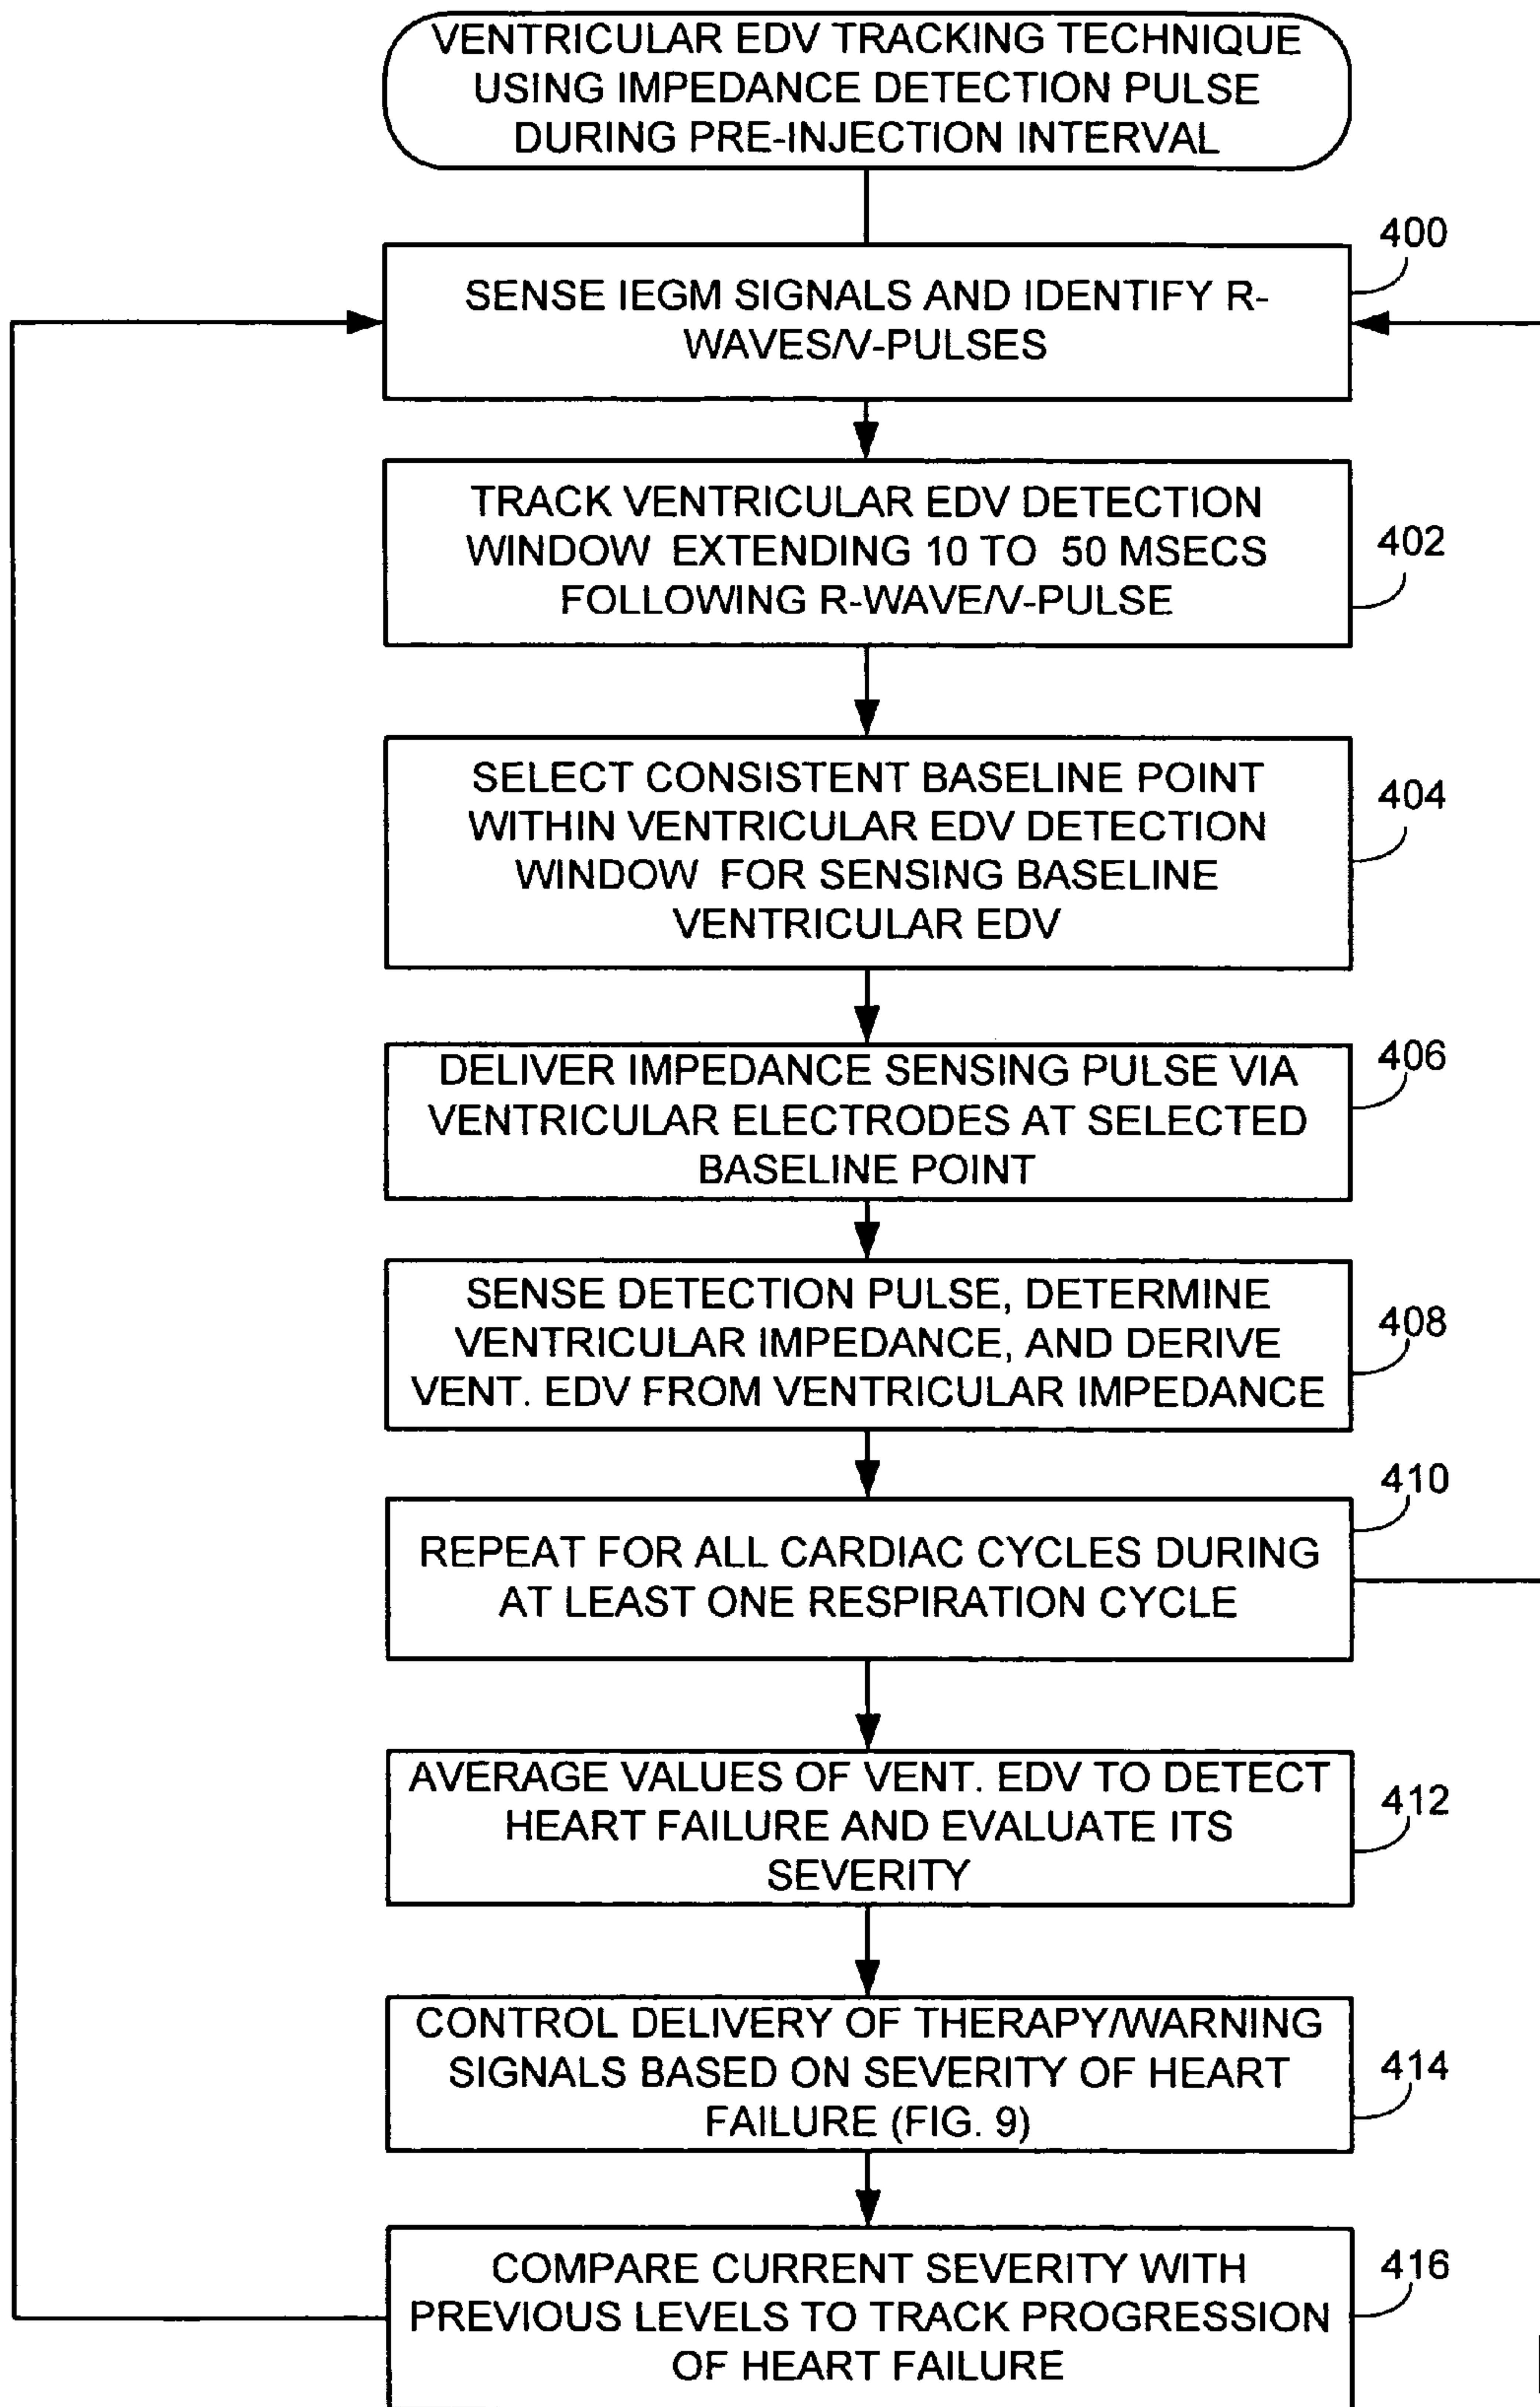 VENTRICULAR EDV TRACKING TECHNIQUE
USING IMPEDANCE DETECTION PULSE
DURING PRE-INJECTION INTERVAL
400
SENSE IEGM SIGNALS AND IDENTIFY R-
WAVES/V-PULSES
TRACK VENTRICULAR EDV DETECTION
WINDOW EXTENDING 10 TO 50 MSECS
FOLLOWING R-WAVE/V-PULSE
402
SELECT CONSISTENT BASELINE POINT
WITHIN VENTRICULAR EDV DETECTION
WINDOW FOR SENSING BASELINE
VENTRICULAR EDV
404
DELIVER IMPEDANCE SENSING PULSE VIA
VENTRICULAR ELECTRODES AT SELECTED
BASELINE POINT
406
SENSE DETECTION PULSE, DETERMINE
VENTRICULAR IMPEDANCE, AND DERIVE
VENT. EDV FROM VENTRICULAR IMPEDANCE
408
410
REPEAT FOR ALL CARDIAC CYCLES DURING
AT LEAST ONE RESPIRATION CYCLE
AVERAGE VALUES OF VENT. EDV TO DETECT
HEART FAILURE AND EVALUATE ITS
SEVERITY
412
CONTROL DELIVERY OF THERAPY/WARNING
SIGNALS BASED ON SEVERITY OF HEART
FAILURE (FIG. 9)
414
COMPARE CURRENT SEVERITY WITH
PREVIOUS LEVELS TO TRACK PROGRESSION
OF HEART FAILURE
416